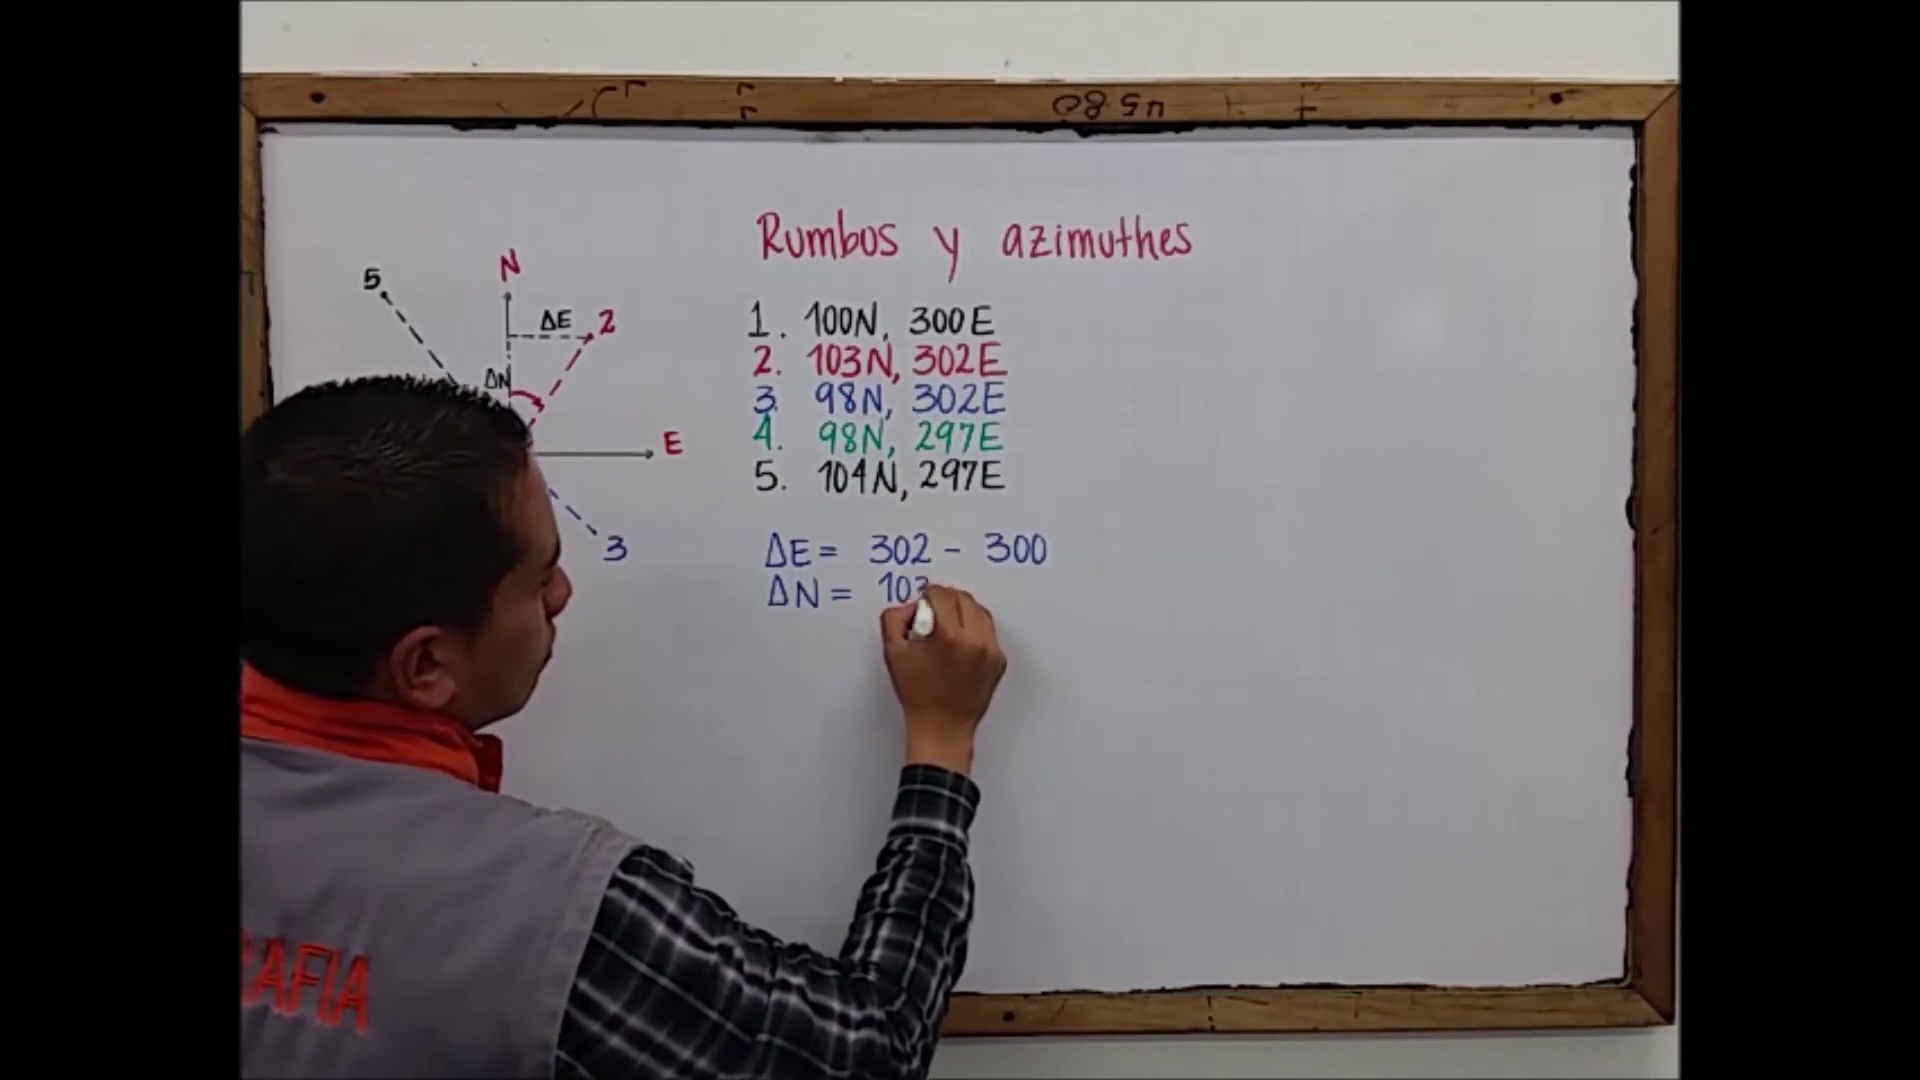 Rumbos y azimuthes
5
N
ΔE 2
ΔN
E
3
1. 100N, 300E
2. 103N, 302E
3. 98N, 302E
4. 98N, 297E
5. 104N, 297E
ΔE = 302 - 300
ΔN = 103